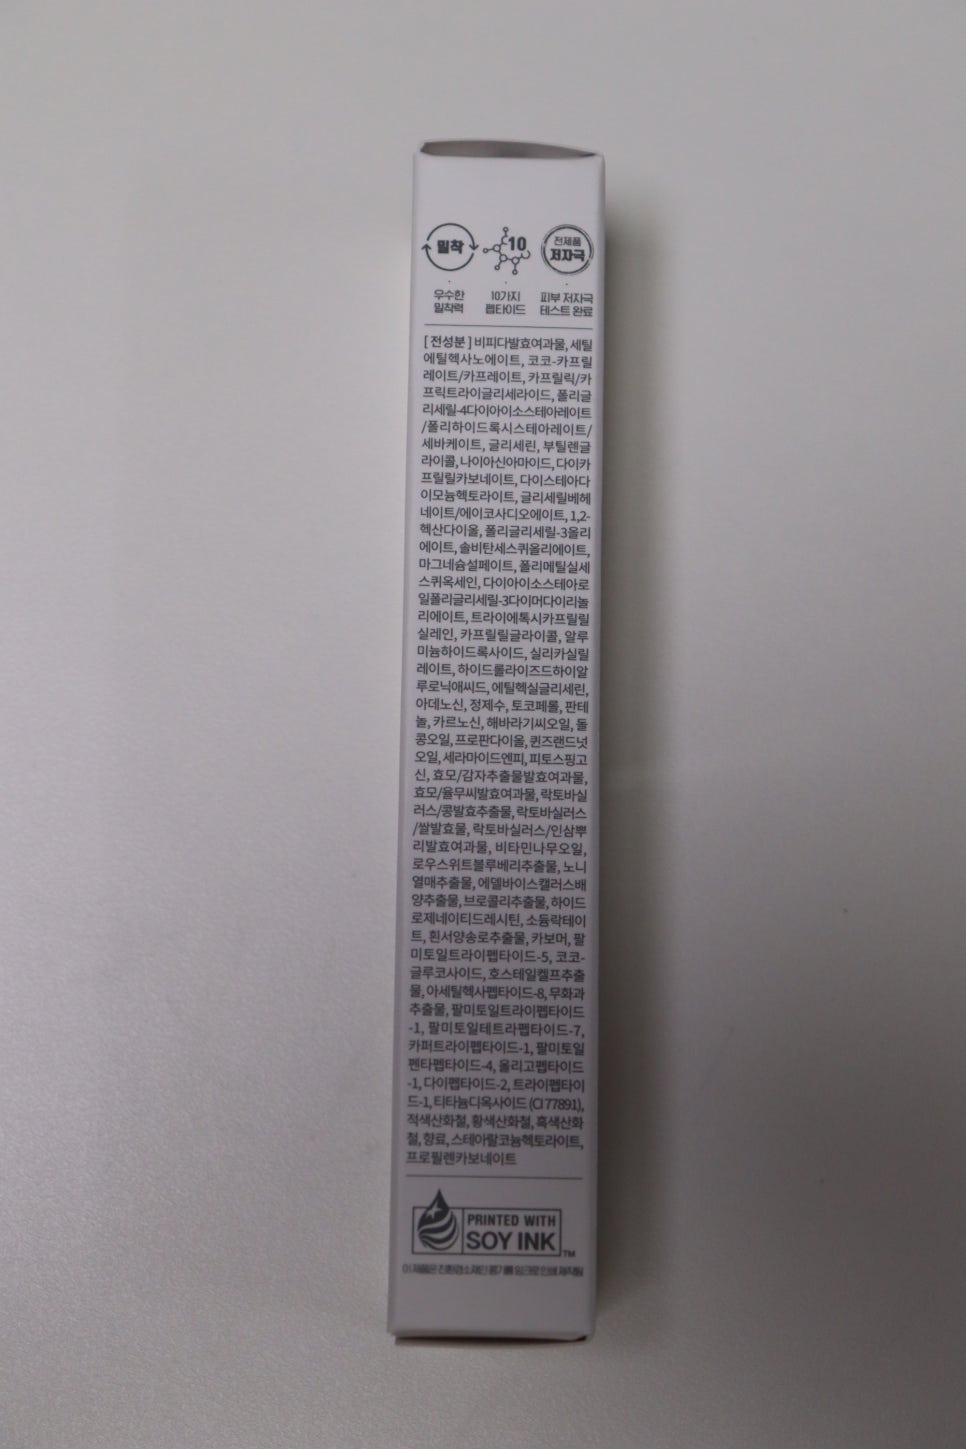 밀착
10
전제품
저자극
우수한
밀착력
10가지
펩타이드
피부 저자극
테스트 완료
[ 전성분 ] 비피다발효여과물, 세틸
에틸헥사노에이트, 코코-카프릴
레이트/카프레이트, 카프릴릭/카
프릭트라이글리세라이드, 폴리글
리세릴-4다이아이소스테아레이트
/폴리하이드록시스테아레이트/
세바케이트, 글리세린, 부틸렌글
라이콜, 나이아신아마이드, 다이카
프릴릴카보네이트, 다이스테아다
이모늄헥토라이트, 글리세릴베헤
네이트/에이코사디오에이트, 1,2-
헥산다이올, 폴리글리세릴-3올리
에이트, 솔비탄세스퀴올리에이트,
마그네슘설페이트, 폴리메틸실세
스퀴옥세인, 다이아이소스테아로
일폴리글리세릴-3다이머다이리놀
리에이트, 트라이에톡시카프릴릴
실레인, 카프릴릴글라이콜, 알루
미늄하이드록사이드, 실리카실릴
레이트, 하이드롤라이즈드하이알
루로닉애씨드, 에틸헥실글리세린,
아데노신, 정제수, 토코페롤, 판테
놀, 카르노신, 해바라기씨오일, 돌
콩오일, 프로판다이올, 퀸즈랜드넛
오일, 세라마이드엔피, 피토스핑고
신, 효모/감자추출물발효여과물,
효모/율무씨발효여과물, 락토바실
러스/콩발효추출물, 락토바실러스
/쌀발효물, 락토바실러스/인삼뿌
리발효여과물, 비타민나무오일,
로우스위트블루베리추출물, 노니
열매추출물, 에델바이스캘러스배
양추출물, 브로콜리추출물, 하이드
로제네이티드레시틴, 소듐락테이
트, 흰서양송로추출물, 카보머, 팔
미토일트라이펩타이드-5, 코코-
글루코사이드, 호스테일켈프추출
물, 아세틸헥사펩타이드-8, 무화과
추출물, 팔미토일트라이펩타이드
-1, 팔미토일테트라펩타이드-7,
카퍼트라이펩타이드-1, 팔미토일
펜타펩타이드-4, 올리고펩타이드
-1, 다이펩타이드-2, 트라이펩타이
드-1, 티타늄디옥사이드 (CI 77891),
적색산화철, 황색산화철, 흑색산화
철, 향료, 스테아랄코늄헥토라이트,
프로필렌카보네이트
PRINTED WITH
SOY INK TM
이 제품은 친환경소재인 콩기름 잉크로 인쇄 제작됨